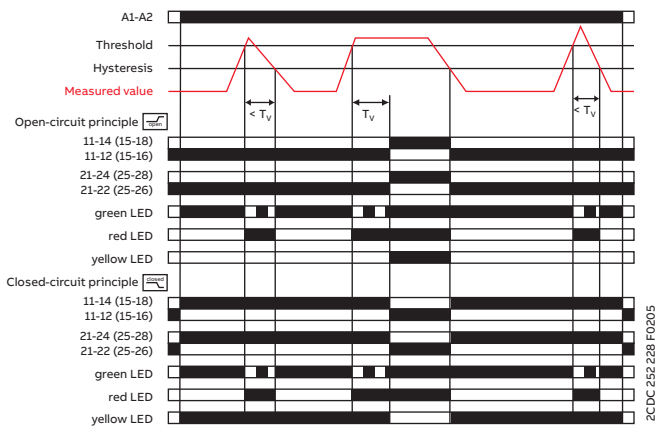 A1-A2
Threshold
Hysteresis
Measured value
< Tv
Tv
< Tv
Open-circuit principle open
11-14 (15-18)
11-12 (15-16)
21-24 (25-28)
21-22 (25-26)
green LED
red LED
yellow LED
Closed-circuit principle closed
11-14 (15-18)
11-12 (15-16)
21-24 (25-28)
21-22 (25-26)
green LED
red LED
yellow LED
2CDC 252 228 F0205